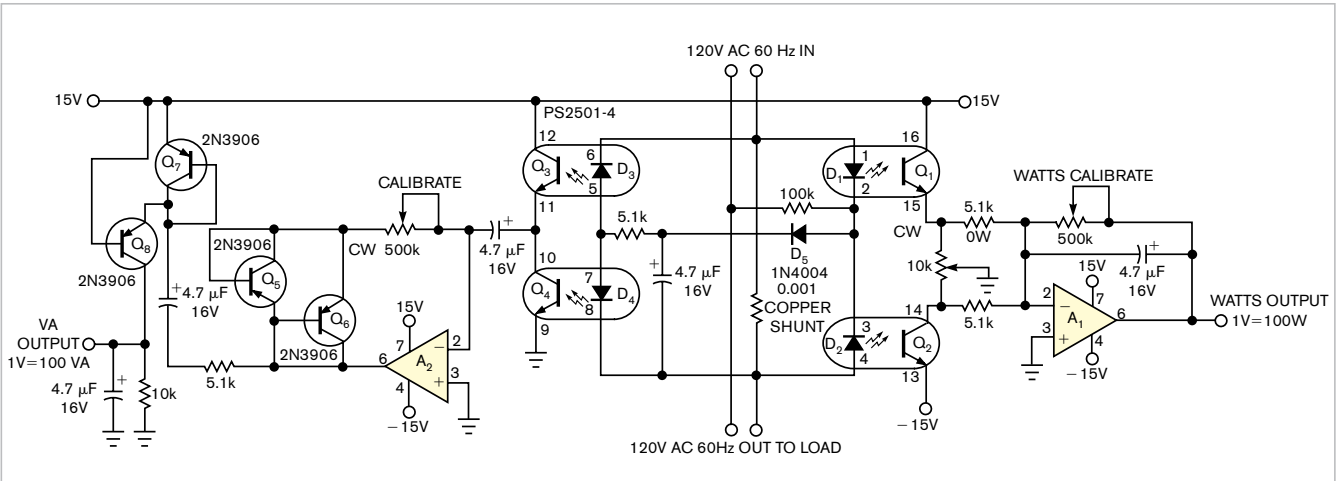 120V AC 60 Hz IN
15V
15V
PS2501-4
2N3906
Q7
12
Q3
6
5
D3
11
1
D1
2
16
Q1
15
WATTS CALIBRATE
CALIBRATE
100k
5.1k
0W
CW
500k
Q8
2N3906
2N3906
Q5
CW
500k
4.7 µF
16V
+
5.1k
D5
1N4004
0.001
COPPER
SHUNT
10k
+
4.7 µF
16V
10
Q4
7
8
D4
9
+
4.7 µF
16V
+
4.7 µF
16V
Q6
2N3906
15V
7
2
6
A2
3
4
−15V
3
D2
4
14
Q2
13
−15V
5.1k
15V
2
7
A1
6
3
4
−
+
−15V
WATTS OUTPUT
1V=100W
VA
OUTPUT
1V=100 VA
5.1k
−
+
4.7 µF
16V
+
10k
120V AC 60Hz OUT TO LOAD